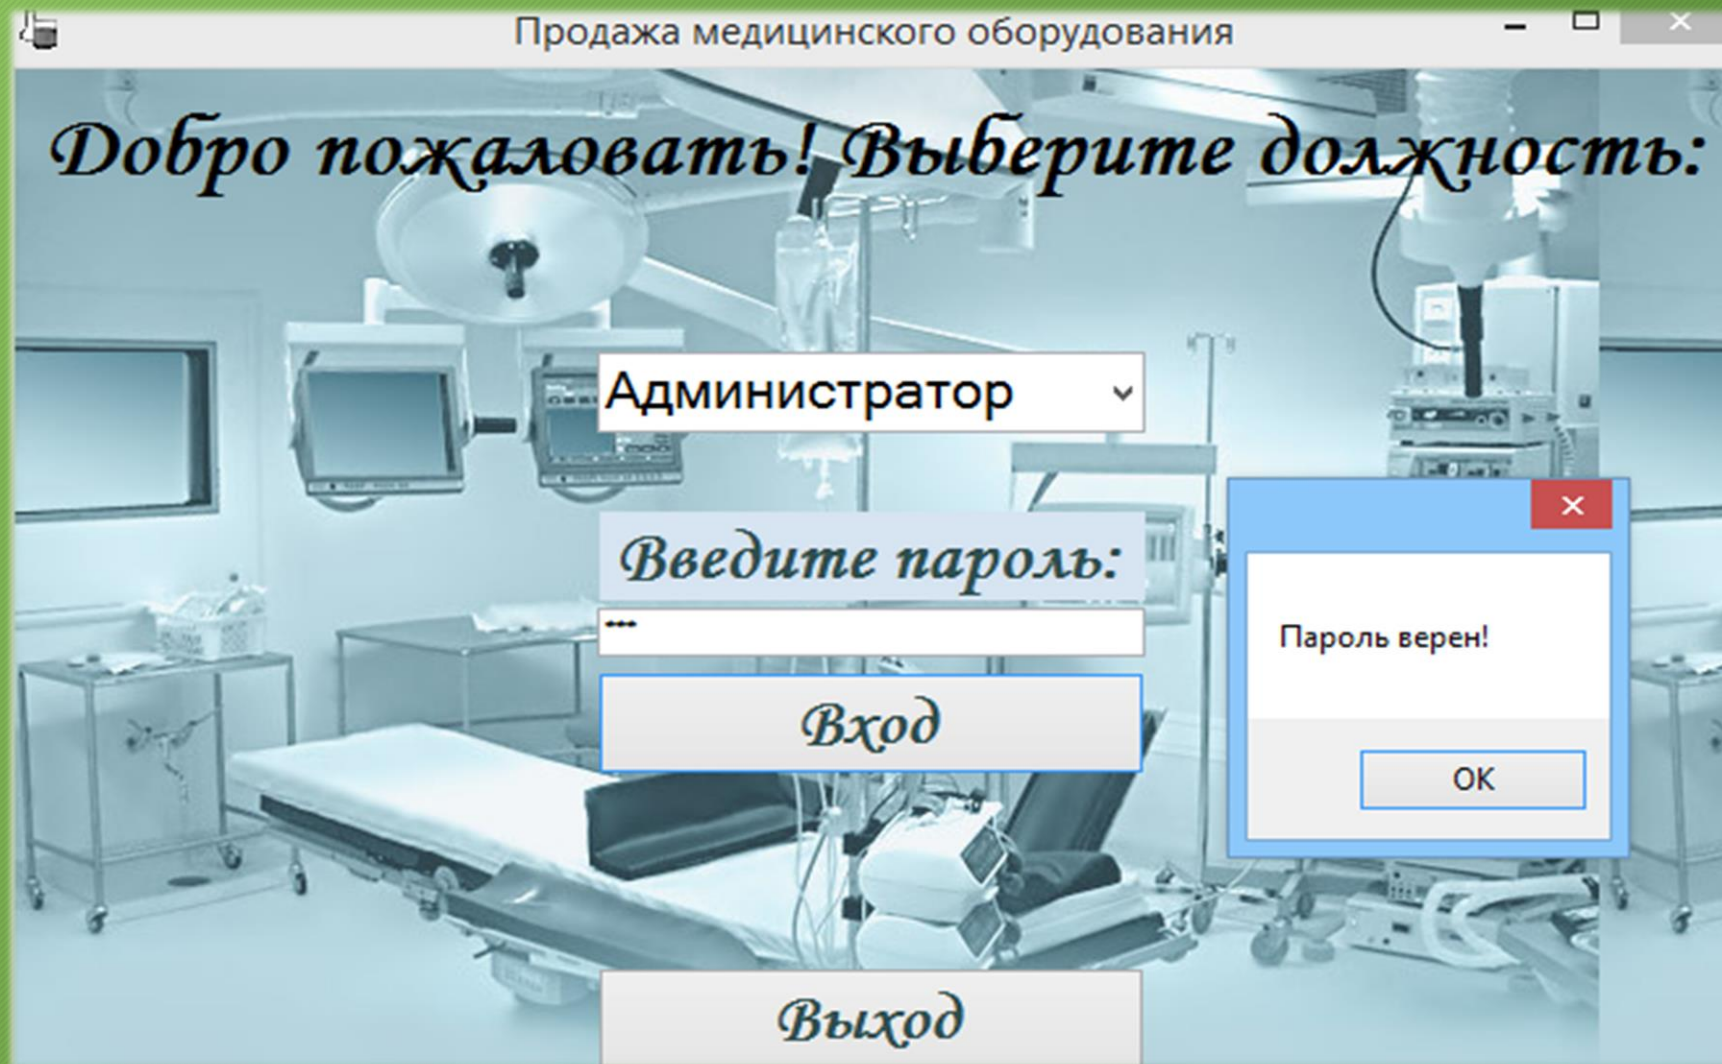 Продажа медицинского оборудования
Добро пожаловать! Выберите должность:
Администратор
Введите пароль:
***
Вход
Пароль верен!
OK
Выход